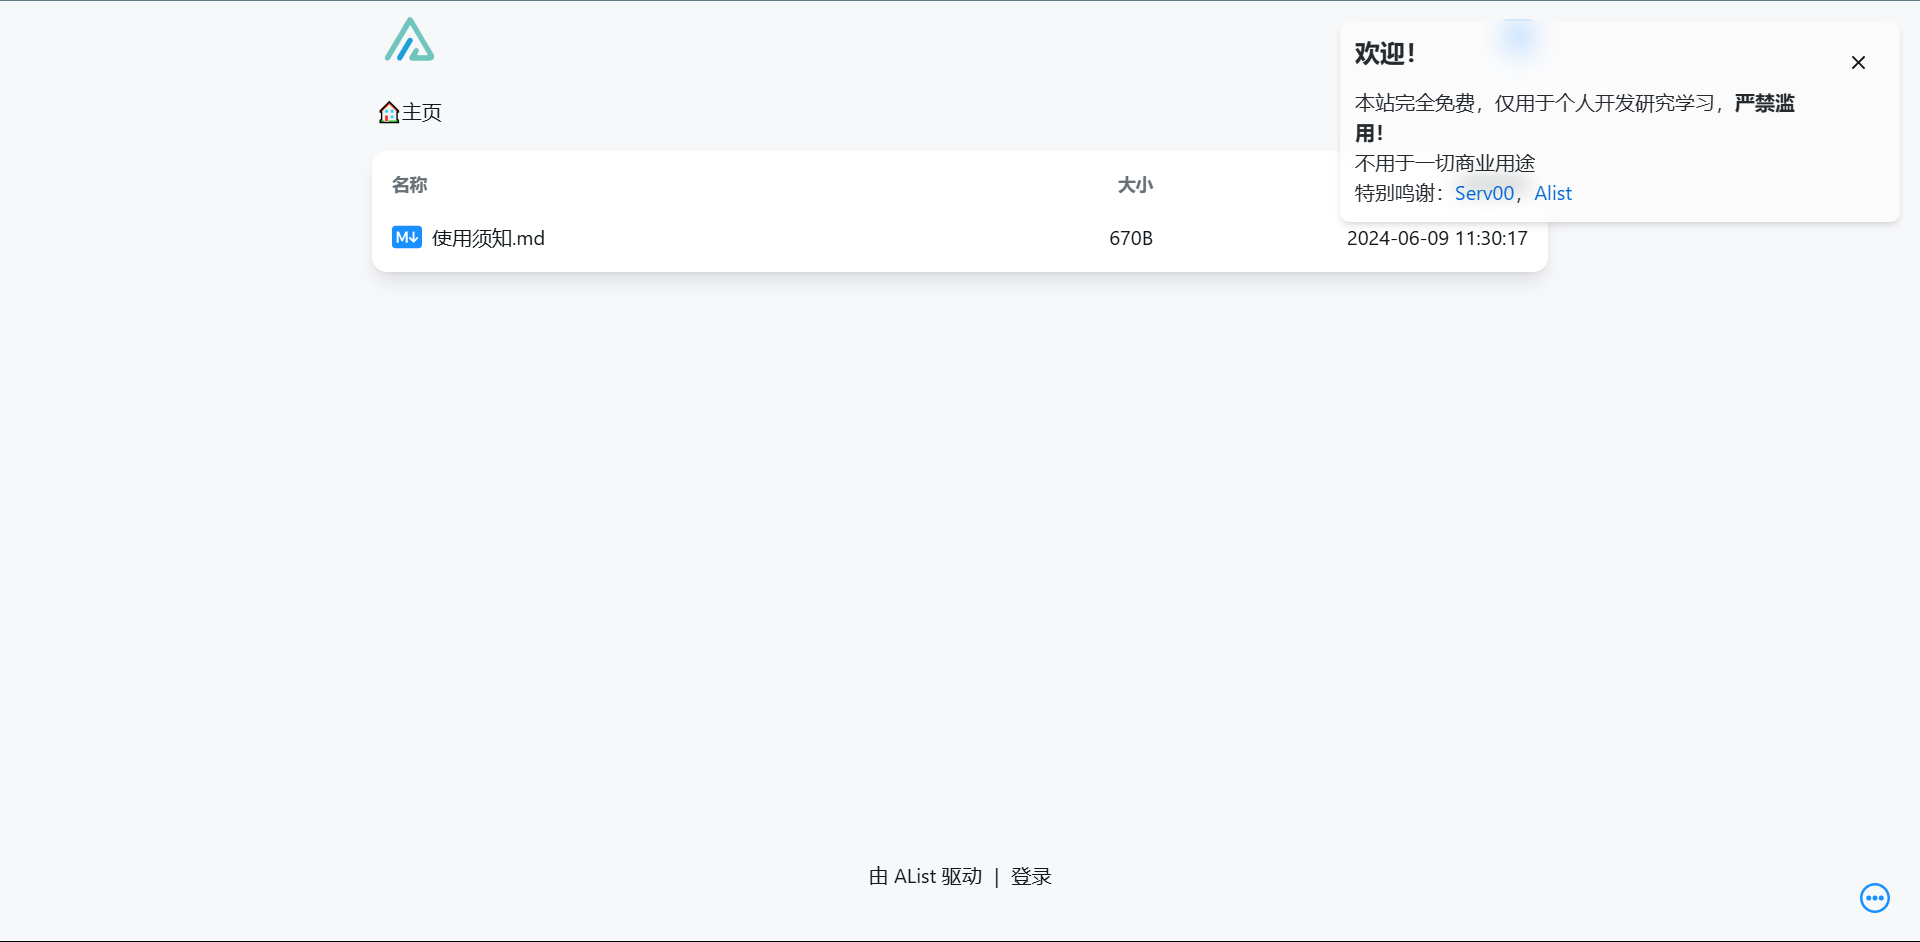 欢迎！
本站完全免费，仅用于个人开发研究学习，严禁滥
用！
不用于一切商业用途
特别鸣谢：Serv00，Alist
主页
名称 大小
使用须知.md 670B 2024-06-09 11:30:17
由 AList 驱动 | 登录